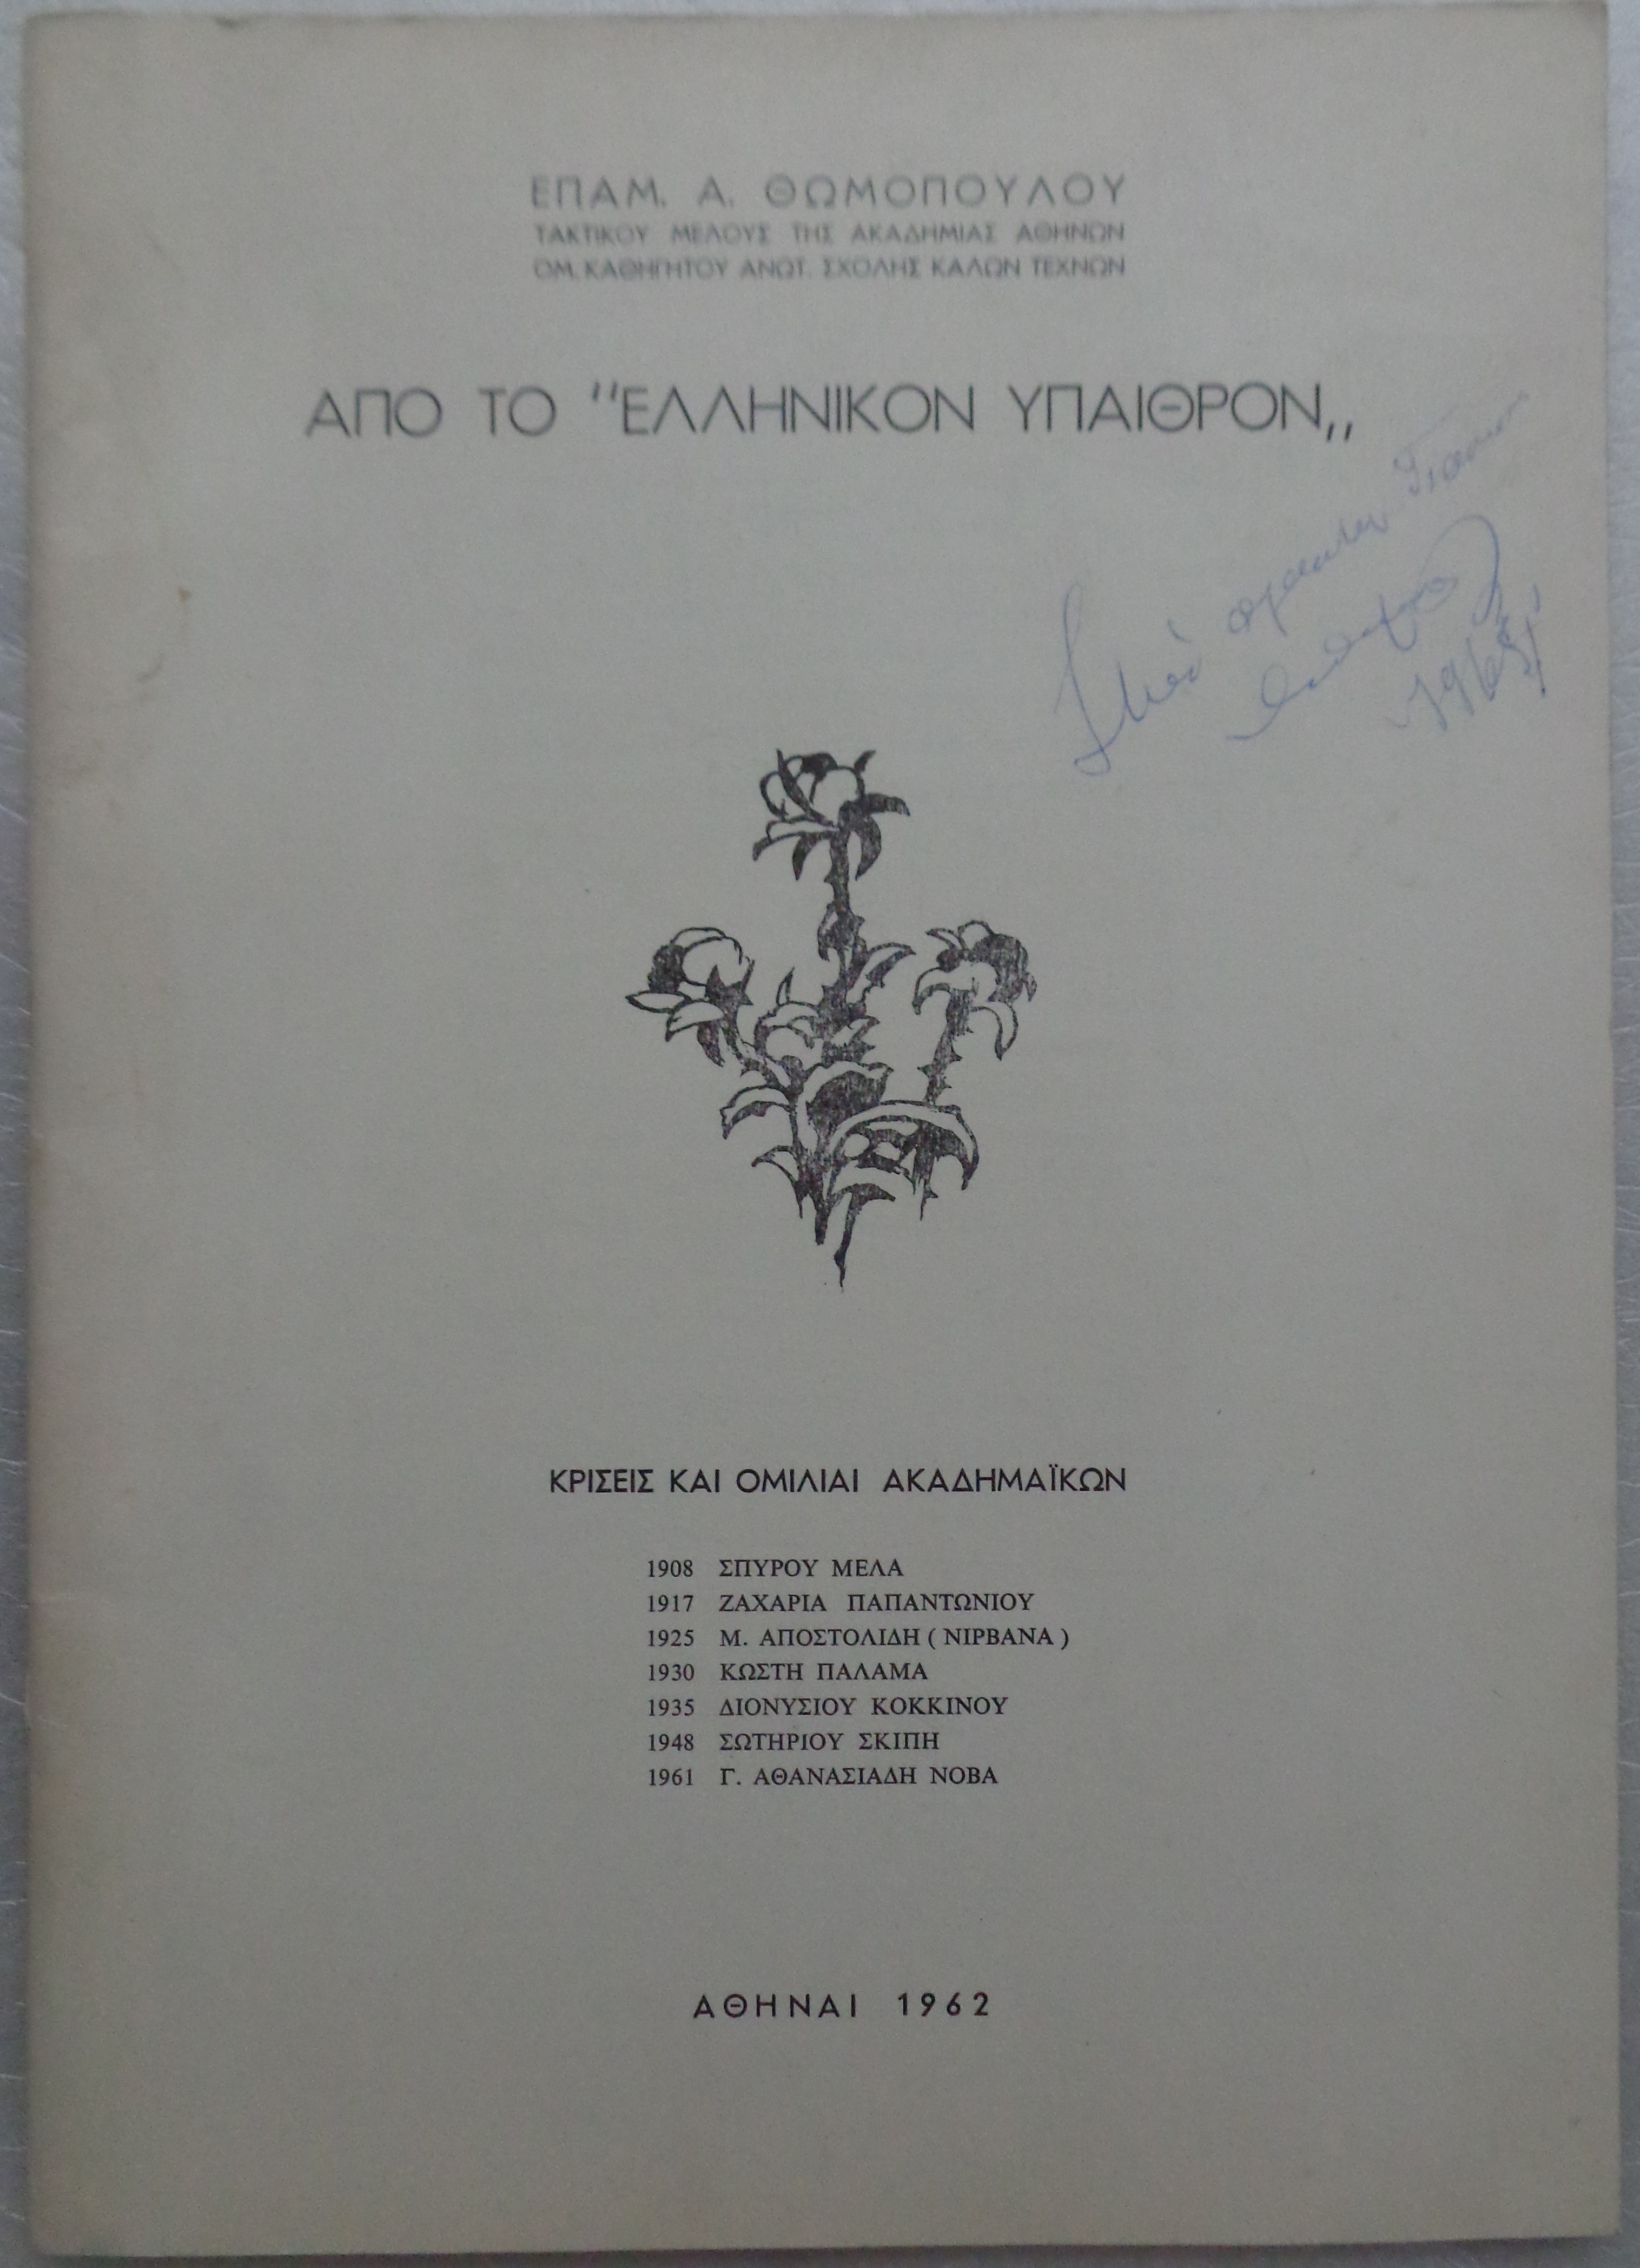 ΕΠΑΜ. Α. ΘΩΜΟΠΟΥΛΟΥ
ΤΑΚΤΙΚΟΥ ΜΕΛΟΥΣ ΤΗΣ ΑΚΑΔΗΜΙΑΣ ΑΘΗΝΩΝ
ΟΜ. ΚΑΘΗΓΗΤΟΥ ΑΝΩΤ. ΣΧΟΛΗΣ ΚΑΛΩΝ ΤΕΧΝΩΝ
ΑΠΟ ΤΟ "ΕΛΛΗΝΙΚΟΝ ΥΠΑΙΘΡΟΝ,,
ΚΡΙΣΕΙΣ ΚΑΙ ΟΜΙΛΙΑΙ ΑΚΑΔΗΜΑΪΚΩΝ
1908 ΣΠΥΡΟΥ ΜΕΛΑ
1917 ΖΑΧΑΡΙΑ ΠΑΠΑΝΤΩΝΙΟΥ
1925 Μ. ΑΠΟΣΤΟΛΙΔΗ ( ΝΙΡΒΑΝΑ )
1930 ΚΩΣΤΗ ΠΑΛΑΜΑ
1935 ΔΙΟΝΥΣΙΟΥ ΚΟΚΚΙΝΟΥ
1948 ΣΩΤΗΡΙΟΥ ΣΚΙΠΗ
1961 Γ. ΑΘΑΝΑΣΙΑΔΗ ΝΟΒΑ
ΑΘΗΝΑΙ 1962